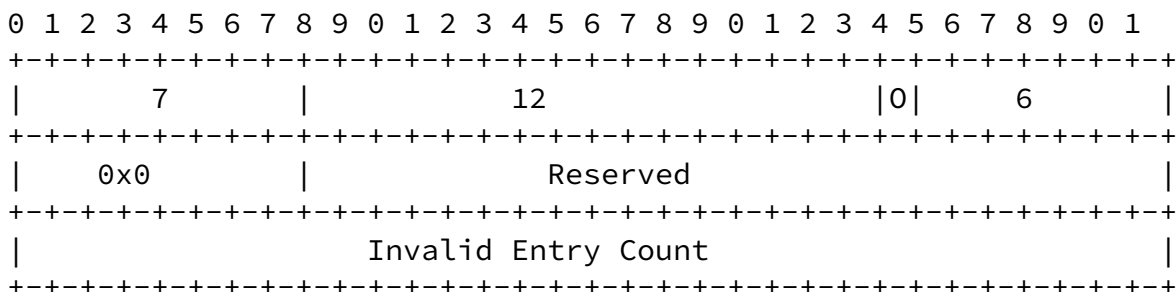 0 1 2 3 4 5 6 7 8 9 0 1 2 3 4 5 6 7 8 9 0 1 2 3 4 5 6 7 8 9 0 1
+-+-+-+-+-+-+-+-+-+-+-+-+-+-+-+-+-+-+-+-+-+-+-+-+-+-+-+-+-+-+-+-+
|       7       |           12                  |O|     6       |
+-+-+-+-+-+-+-+-+-+-+-+-+-+-+-+-+-+-+-+-+-+-+-+-+-+-+-+-+-+-+-+-+
|    0x0        |             Reserved                          |
+-+-+-+-+-+-+-+-+-+-+-+-+-+-+-+-+-+-+-+-+-+-+-+-+-+-+-+-+-+-+-+-+
|                   Invalid Entry Count                         |
+-+-+-+-+-+-+-+-+-+-+-+-+-+-+-+-+-+-+-+-+-+-+-+-+-+-+-+-+-+-+-+-+